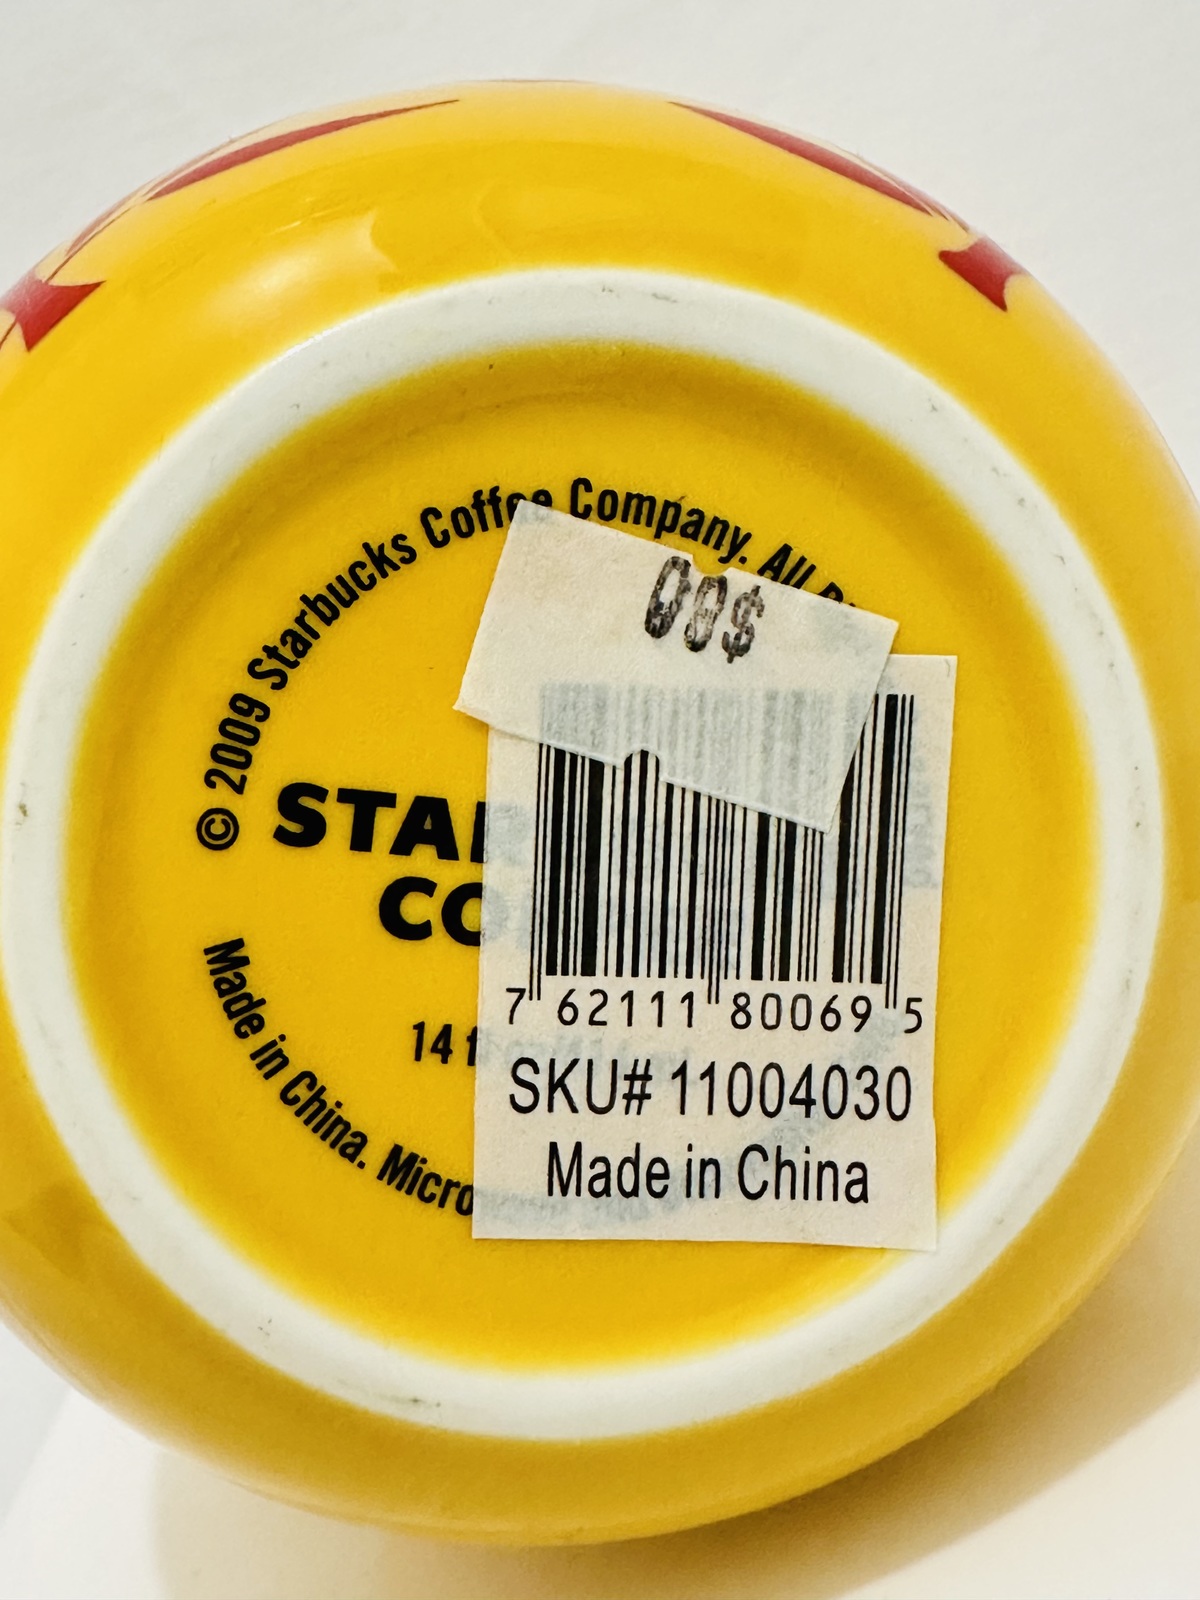 © 2009 Starbucks Coffee Company. All
STAR
CO
14 f
Made in China. Micro
7 62111 80069 5
SKU# 11004030
Made in China